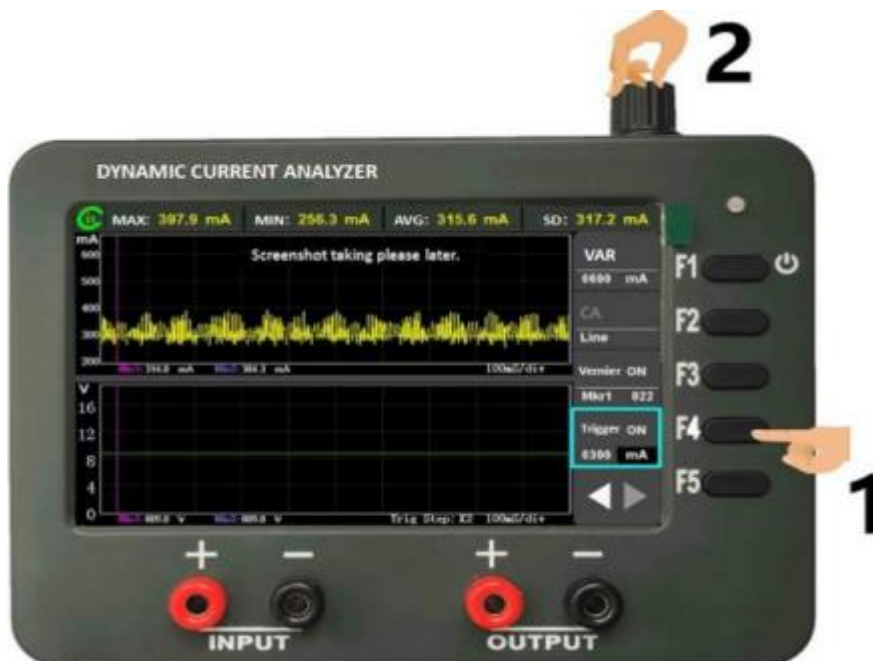 2
DYNAMIC CURRENT ANALYZER
MAX: 397.9 mA MIN: 256.3 mA AVG: 315.6 mA SD: 317.2 mA
mA
600
500
400
300
200
Screenshot taking please later.
100mS/div
V
16
12
8
4
0
Trig Step: X2 100mS/div
VAR
0600 mA
CA
Line
Vernier ON
Mkr1 022
Trigger ON
0300 mA
F1
F2
F3
F4
F5
1
+ − + −
INPUT OUTPUT